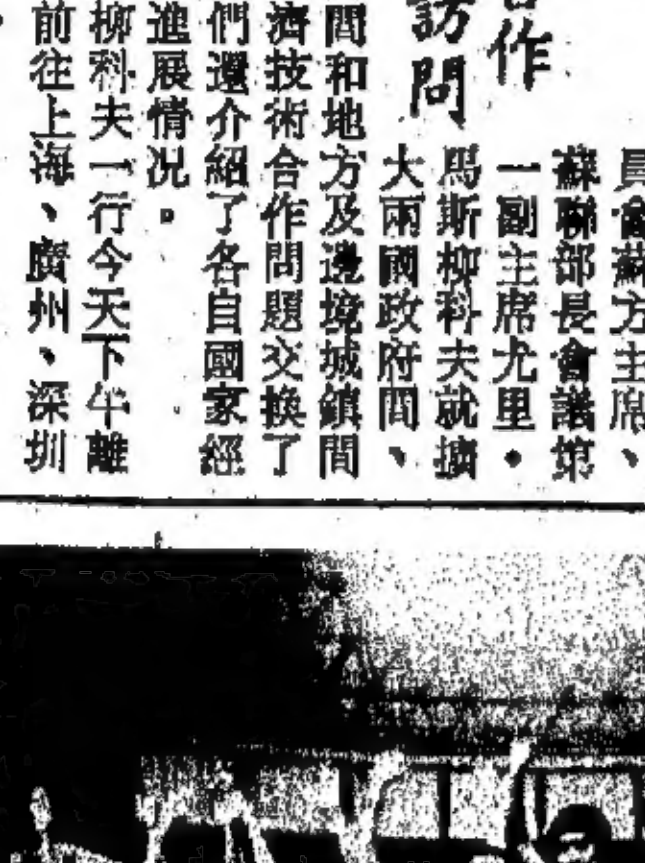 合作
訪問
員會蘇方主席、
蘇聯部長會議第
一副主席尤里·
馬斯柳科夫就擴
大兩國政府間、
間和地方及邊境城鎮間
濟技術合作問題交換了
們還介紹了各自國家經
進展情況。
柳科夫一行今天下午離
前往上海、廣州、深圳